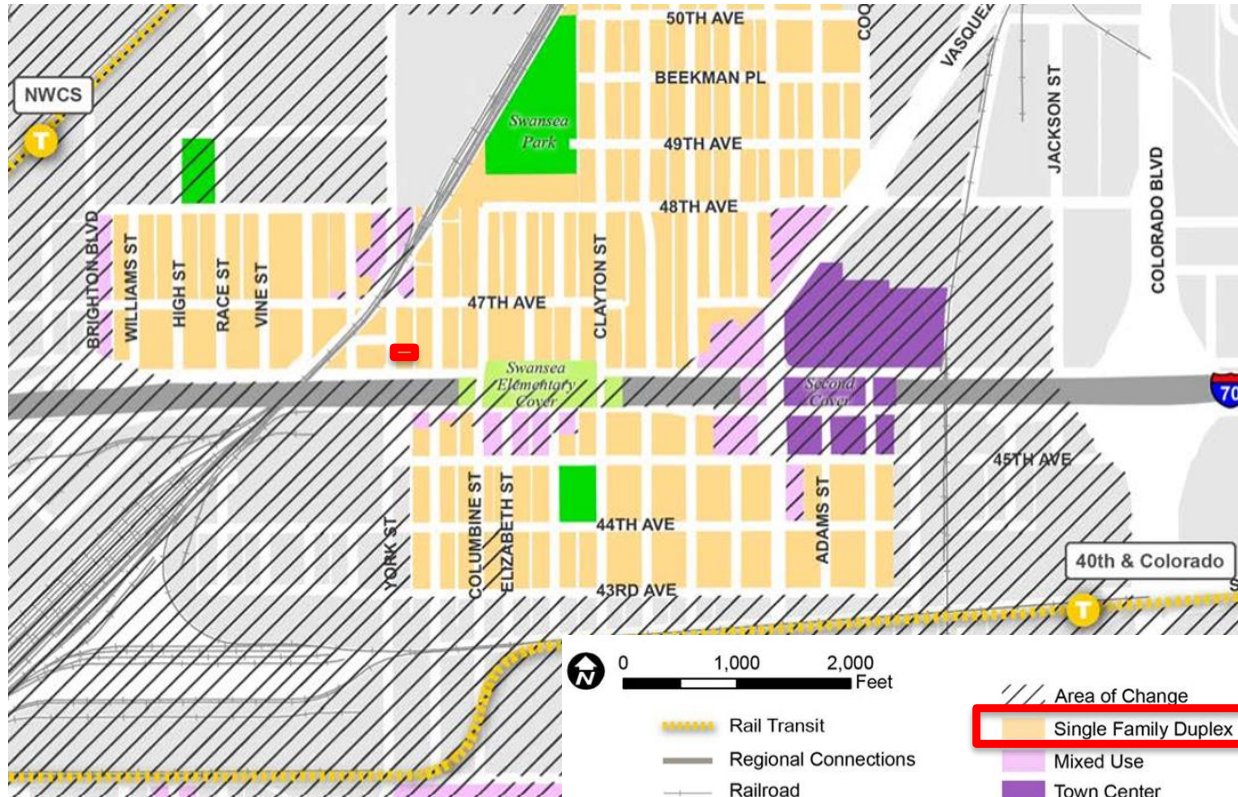 50TH AVE
COO
VASQUEZ
BEEKMAN PL
NWCS
T
Swansea
Park
49TH AVE
JACKSON ST
COLORADO BLVD
48TH AVE
BRIGHTON BLVD
WILLIAMS ST
HIGH ST
RACE ST
VINE ST
CLAYTON ST
47TH AVE
Swansea
Elementary
Cover
Second
Cover
70
45TH AVE
YORK ST
COLUMBINE ST
ELIZABETH ST
44TH AVE
ADAMS ST
43RD AVE
40th & Colorado
T
N
0 1,000 2,000
Feet
Rail Transit
Regional Connections
Railroad
Area of Change
Single Family Duplex
Mixed Use
Town Center